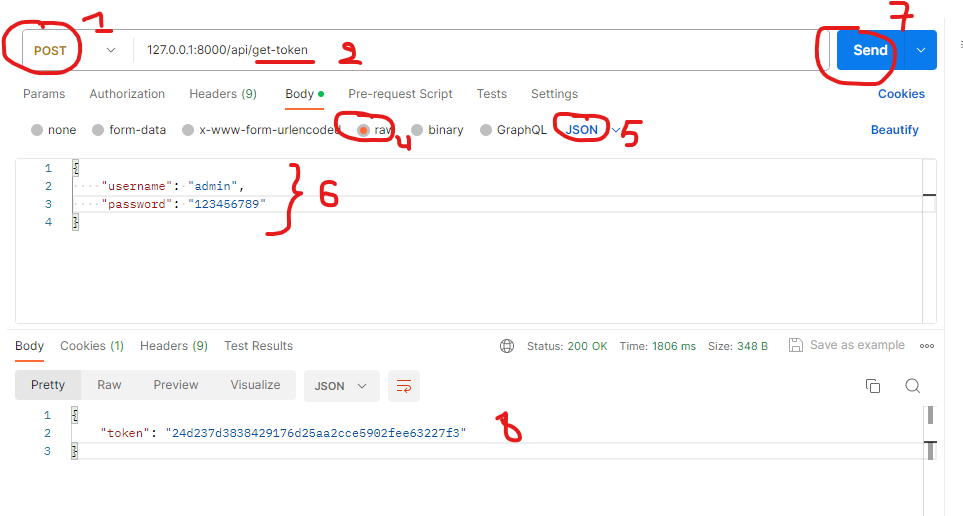 1 7
POST 127.0.0.1:8000/api/get-token 2 Send
Params Authorization Headers (9) Body Pre-request Script Tests Settings Cookies
none form-data x-www-form-urlencoded raw 4 binary GraphQL JSON 5 Beautify
1 {
2 ····"username":·"admin",
3 ····"password":·"123456789"
4 }
} 6
Body Cookies (1) Headers (9) Test Results Status: 200 OK Time: 1806 ms Size: 348 B Save as example
Pretty Raw Preview Visualize JSON
1 {
2 "token": "24d237d3838429176d25aa2cce5902fee63227f3" 8
3 }